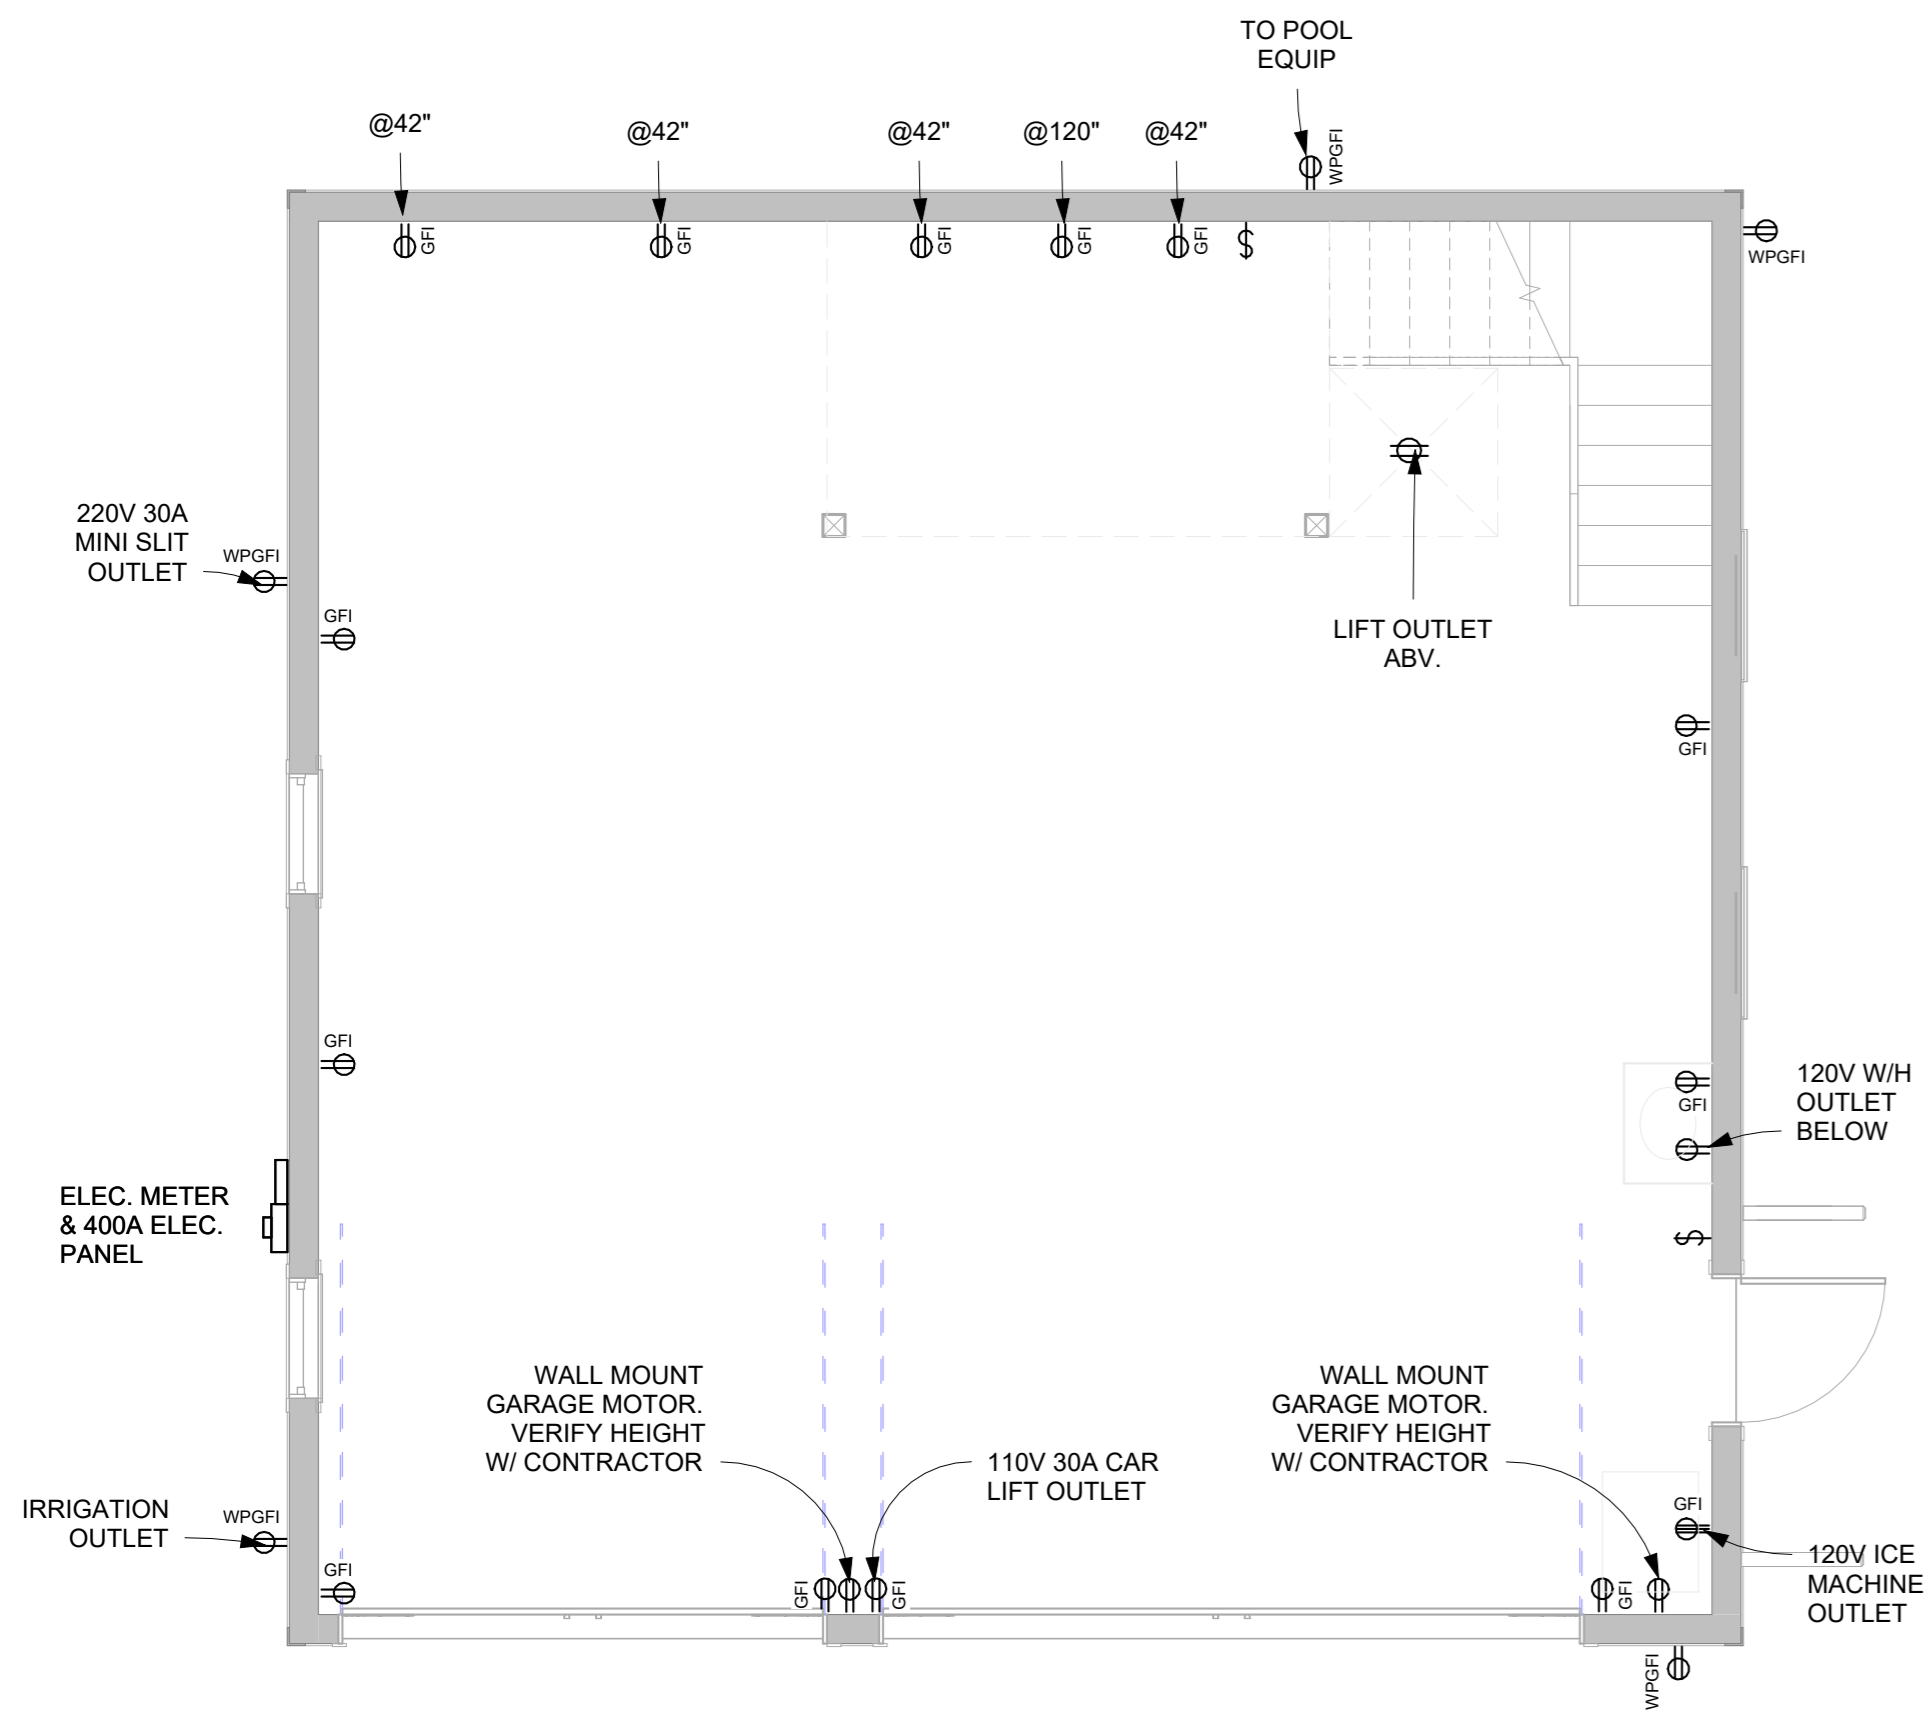 TO POOL
EQUIP
@42"
@42"
@42"
@120"
@42"
WPGFI
GFI
GFI
GFI
GFI
GFI
WPGFI
220V 30A
MINI SLIT
OUTLET
WPGFI
GFI
LIFT OUTLET
ABV.
GFI
GFI
120V W/H
OUTLET
BELOW
GFI
ELEC. METER
& 400A ELEC.
PANEL
WALL MOUNT
GARAGE MOTOR.
VERIFY HEIGHT
W/ CONTRACTOR
110V 30A CAR
LIFT OUTLET
WALL MOUNT
GARAGE MOTOR.
VERIFY HEIGHT
W/ CONTRACTOR
IRRIGATION
OUTLET
WPGFI
GFI
GFI
GFI
GFI
GFI
120V ICE
MACHINE
OUTLET
WPGFI